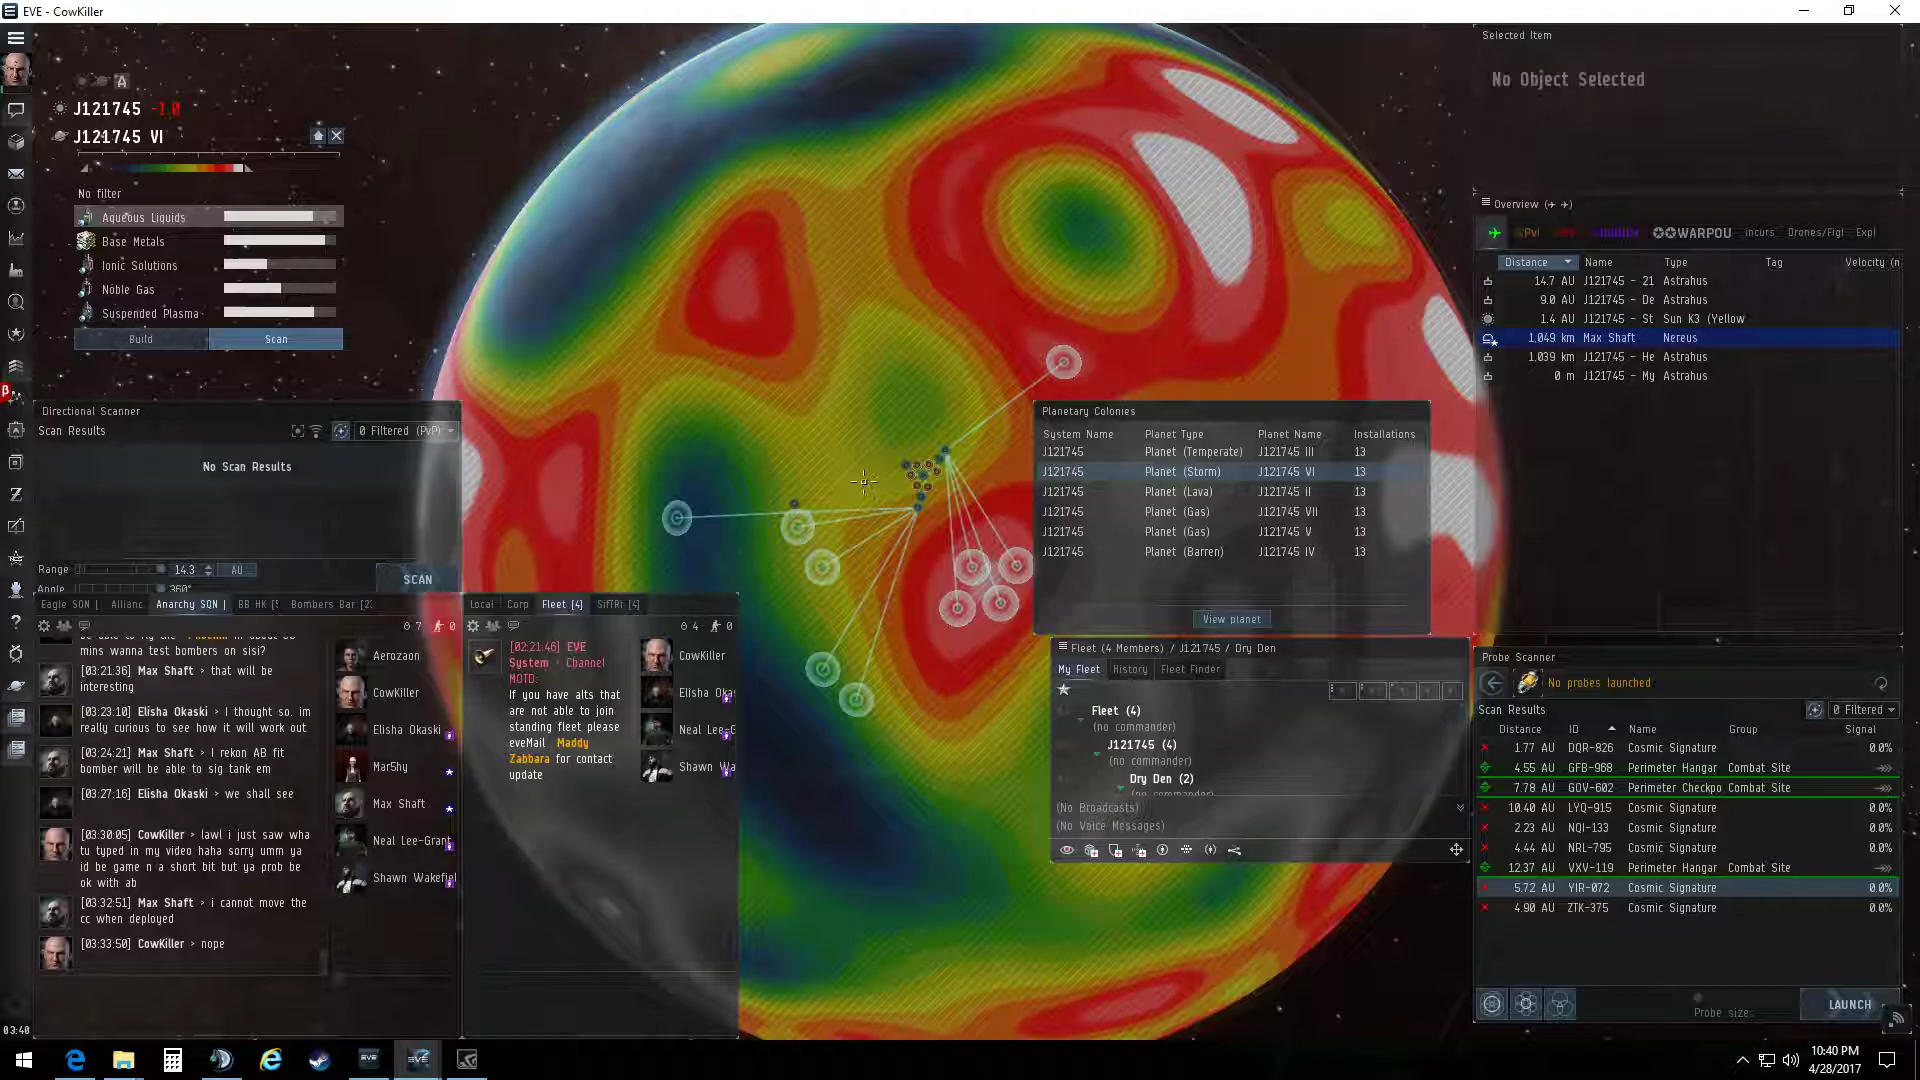 EVE - CowKiller
A
J121745 -1.0
J121745 VI
No filter
Aqueous Liquids
Base Metals
Ionic Solutions
Noble Gas
Suspended Plasma
Build
Scan
Directional Scanner
Scan Results
0 Filtered (PvP)
No Scan Results
Range
14.3
AU
Angle
360°
SCAN
Eagle SQN [
Allianc
Anarchy SQN [
BB HK [
Bombers Bar [2
7
0
mins wanna test bombers on sisi?
[03:21:36] Max Shaft > that will be
interesting
[03:23:10] Elisha Okaski > I thought so. im
really curious to see how it will work out
[03:24:21] Max Shaft > I rekon AB fit
bomber will be able to sig tank em
[03:27:16] Elisha Okaski > we shall see
[03:30:05] CowKiller > lawl i just saw wha
tu typed in my video haha sorry umm ya
id be game n a short bit but ya prob be
ok with ab
[03:32:51] Max Shaft > i cannot move the
cc when deployed
[03:33:50] CowKiller > nope
Aerozaon
CowKiller
Elisha Okaski
Mar5hy
Max Shaft
Neal Lee-Grant
Shawn Wakefiel
Local
Corp
Fleet [4]
SifTRi [4]
4
0
[02:21:46] EVE
System > Channel
MOTD:
If you have alts that
are not able to join
standing fleet please
eveMail Maddy
Zabbara for contact
update
CowKiller
Elisha Oka
Neal Lee-G
Shawn Wa
Planetary Colonies
System Name Planet Type Planet Name Installations
J121745 Planet (Temperate) J121745 III 13
J121745 Planet (Storm) J121745 VI 13
J121745 Planet (Lava) J121745 II 13
J121745 Planet (Gas) J121745 VII 13
J121745 Planet (Gas) J121745 V 13
J121745 Planet (Barren) J121745 IV 13
View planet
Fleet (4 Members) / J121745 / Dry Den
My Fleet
History
Fleet Finder
Fleet (4)
(no commander)
J121745 (4)
(no commander)
Dry Den (2)
(no commander)
(No Broadcasts)
(No Voice Messages)
Selected Item
No Object Selected
Overview
Pvl
WARPOU
incurs
Drones/Figl
Expl
Distance Name Type Tag Velocity (m
14.7 AU J121745 - 21 Astrahus
9.0 AU J121745 - De Astrahus
1.4 AU J121745 - St Sun K3 (Yellow
1,049 km Max Shaft Nereus
1,039 km J121745 - He Astrahus
0 m J121745 - My Astrahus
Probe Scanner
No probes launched
Scan Results
0 Filtered
Distance ID Name Group Signal
1.77 AU DQR-826 Cosmic Signature 0.0%
4.55 AU GFB-968 Perimeter Hangar Combat Site
7.78 AU GOV-602 Perimeter Checkpo Combat Site
10.40 AU LYQ-915 Cosmic Signature 0.0%
2.23 AU NQI-133 Cosmic Signature 0.0%
4.44 AU NRL-795 Cosmic Signature 0.0%
12.37 AU VXV-119 Perimeter Hangar Combat Site
5.72 AU YIR-072 Cosmic Signature 0.0%
4.90 AU ZTK-375 Cosmic Signature 0.0%
Probe size:
LAUNCH
03:40
10:40 PM
4/28/2017